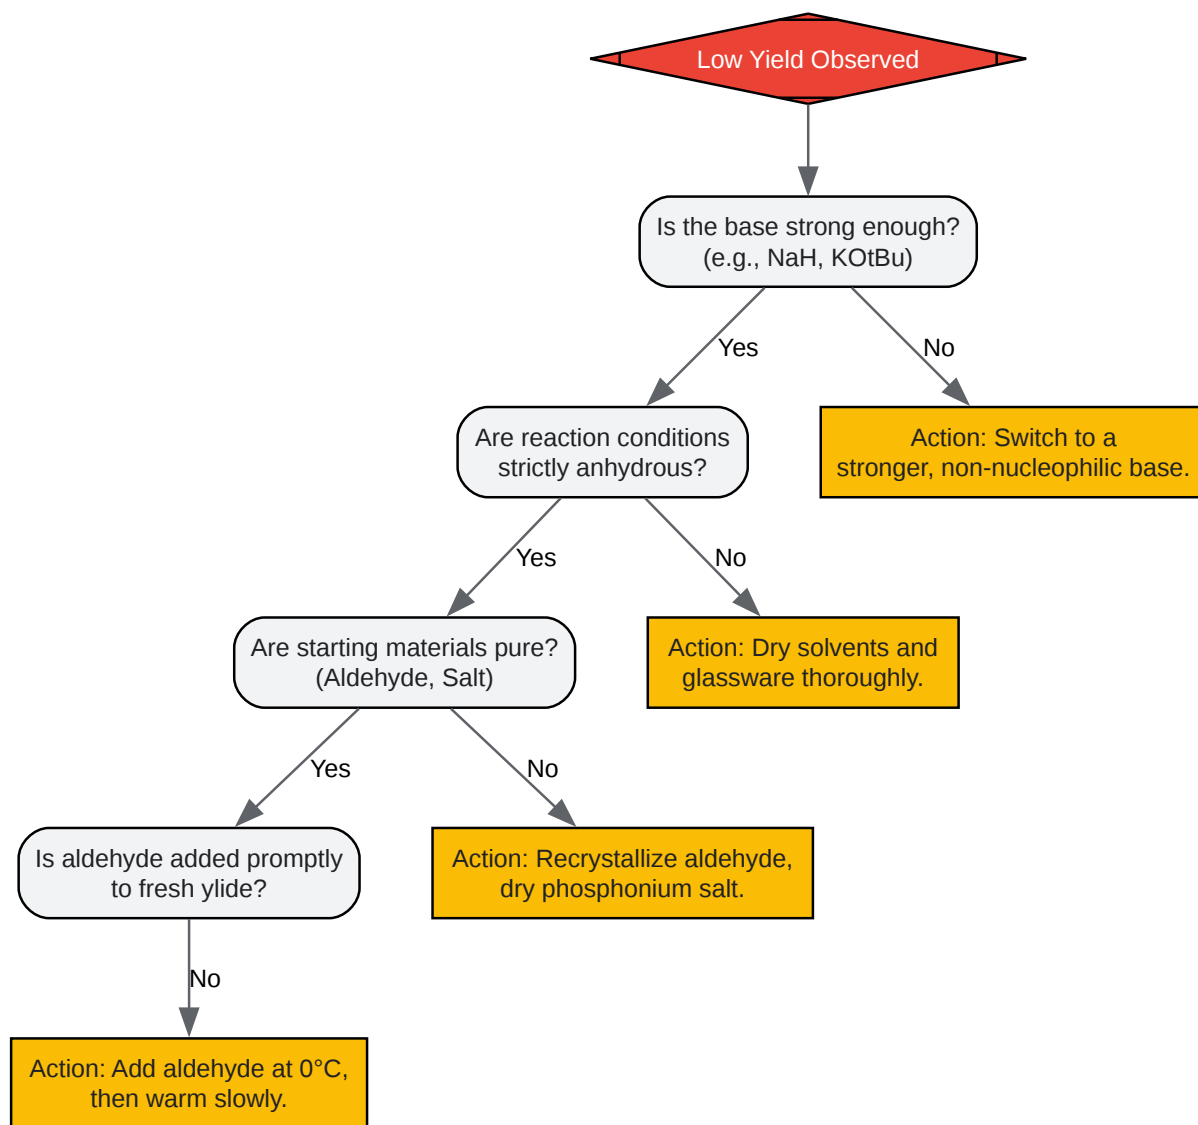 Low Yield Observed
Is the base strong enough?
(e.g., NaH, KOtBu)
Yes
No
Are reaction conditions
strictly anhydrous?
Action: Switch to a
stronger, non-nucleophilic base.
Yes
No
Are starting materials pure?
(Aldehyde, Salt)
Action: Dry solvents and
glassware thoroughly.
Yes
No
Is aldehyde added promptly
to fresh ylide?
Action: Recrystallize aldehyde,
dry phosphonium salt.
No
Action: Add aldehyde at 0°C,
then warm slowly.